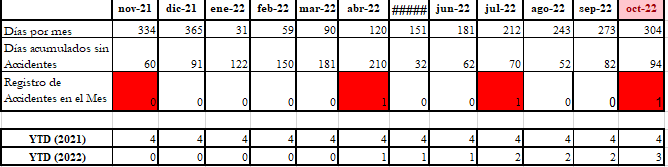 nov-21 dic-21 ene-22 feb-22 mar-22 abr-22 ##### jun-22 jul-22 ago-22 sep-22 oct-22
Días por mes 334 365 31 59 90 120 151 181 212 243 273 304
Días acumulados sin
Accidentes 60 91 122 150 181 210 32 62 70 52 82 94
Registro de
Accidentes en el Mes 0 0 0 0 0 1 0 0 1 0 0 1
YTD (2021) 4 4 4 4 4 4 4 4 4 4 4 4
YTD (2022) 0 0 0 0 0 1 1 1 2 2 2 3